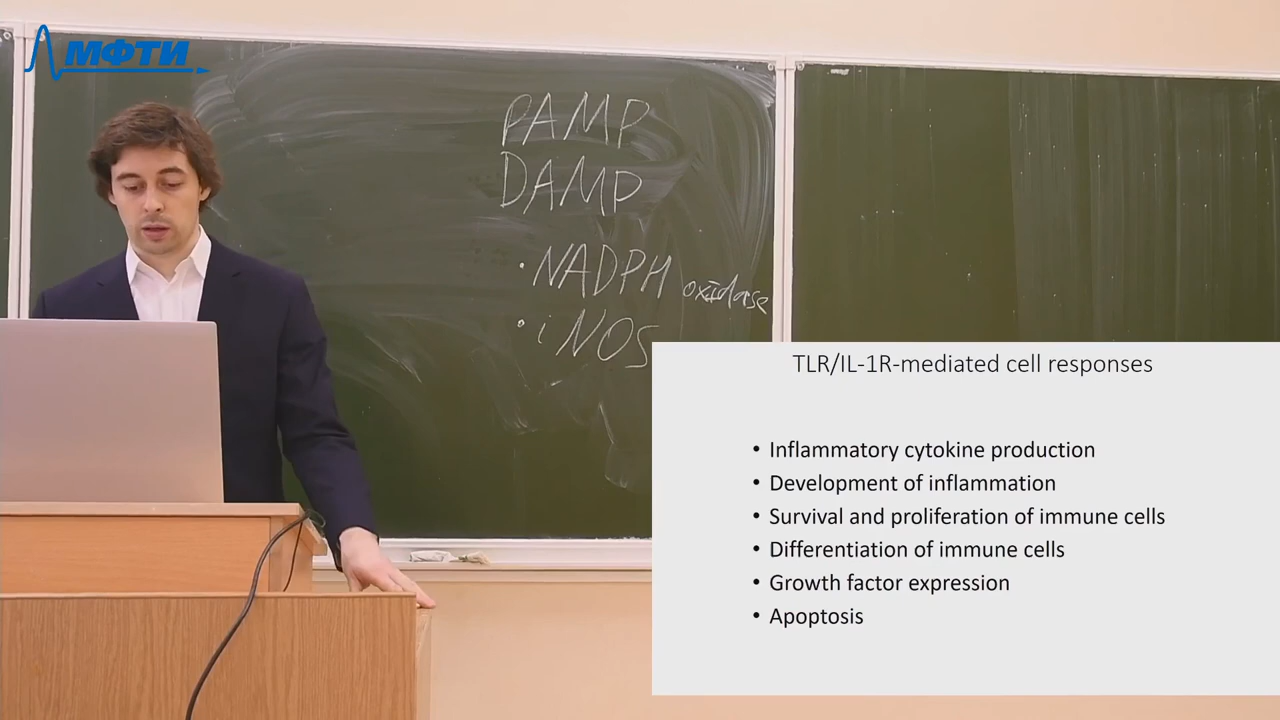 МФТИ
PAMP
DAMP
• NADPH oxidase
• iNOS
TLR/IL-1R-mediated cell responses
• Inflammatory cytokine production
• Development of inflammation
• Survival and proliferation of immune cells
• Differentiation of immune cells
• Growth factor expression
• Apoptosis